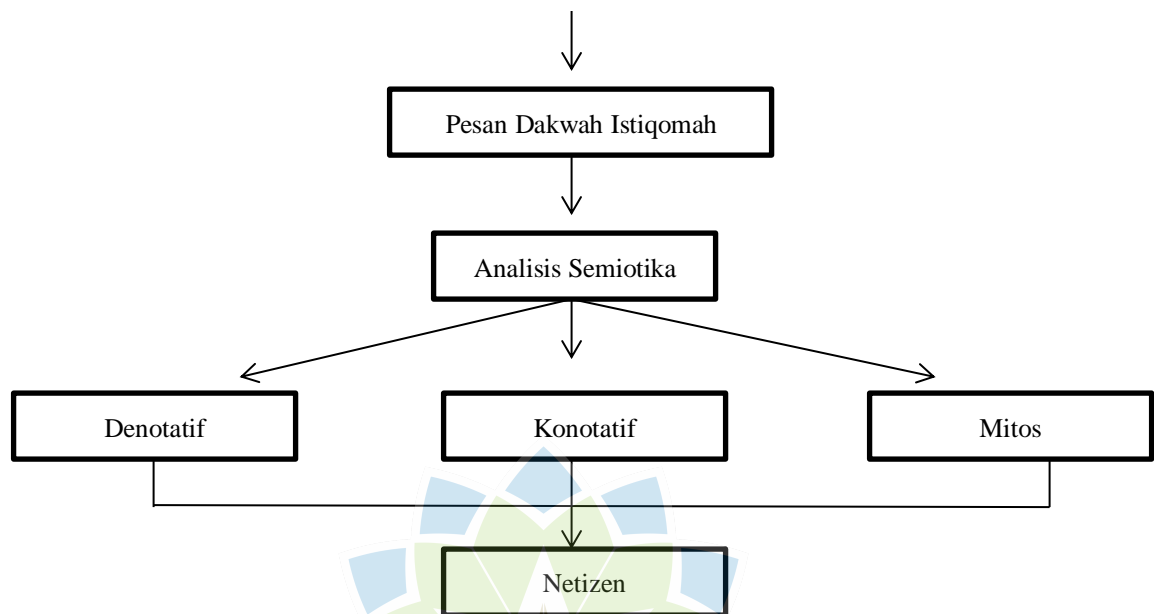 Pesan Dakwah Istiqomah
Analisis Semiotika
Denotatif
Konotatif
Mitos
Netizen